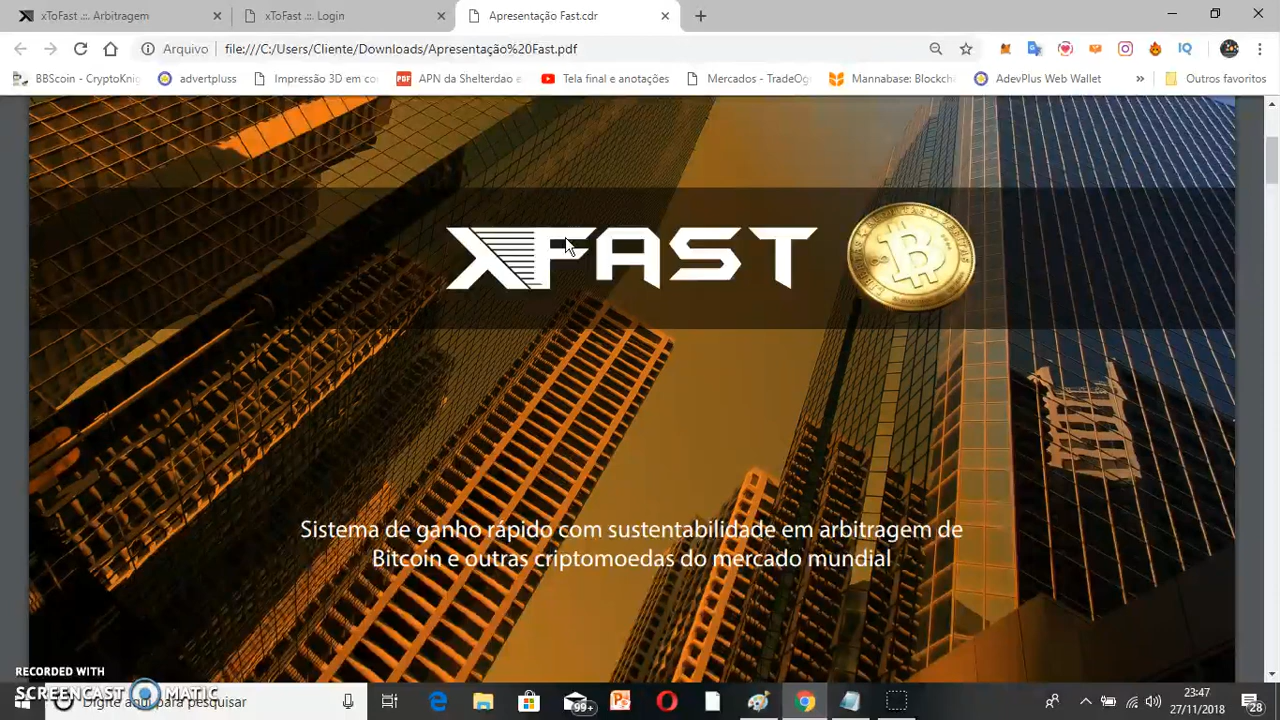 xToFast .::. Arbitragem
xToFast .::. Login
Apresentação Fast.cdr
Arquivo
file:///C:/Users/Cliente/Downloads/Apresentação%20Fast.pdf
IQ
BBScoin - CryptoKnig
advertpluss
Impressão 3D em co
PDF
APN da Shelterdao e
Tela final e anotações
Mercados - TradeOg
Mannabase: Blockch
AdevPlus Web Wallet
»
Outros favoritos
XFAST
Sistema de ganho rápido com sustentabilidade em arbitragem de
Bitcoin e outras criptomoedas do mercado mundial
RECORDED WITH
SCREENCAST MATIC
Digite aqui para pesquisar
99+
23:47
27/11/2018
28